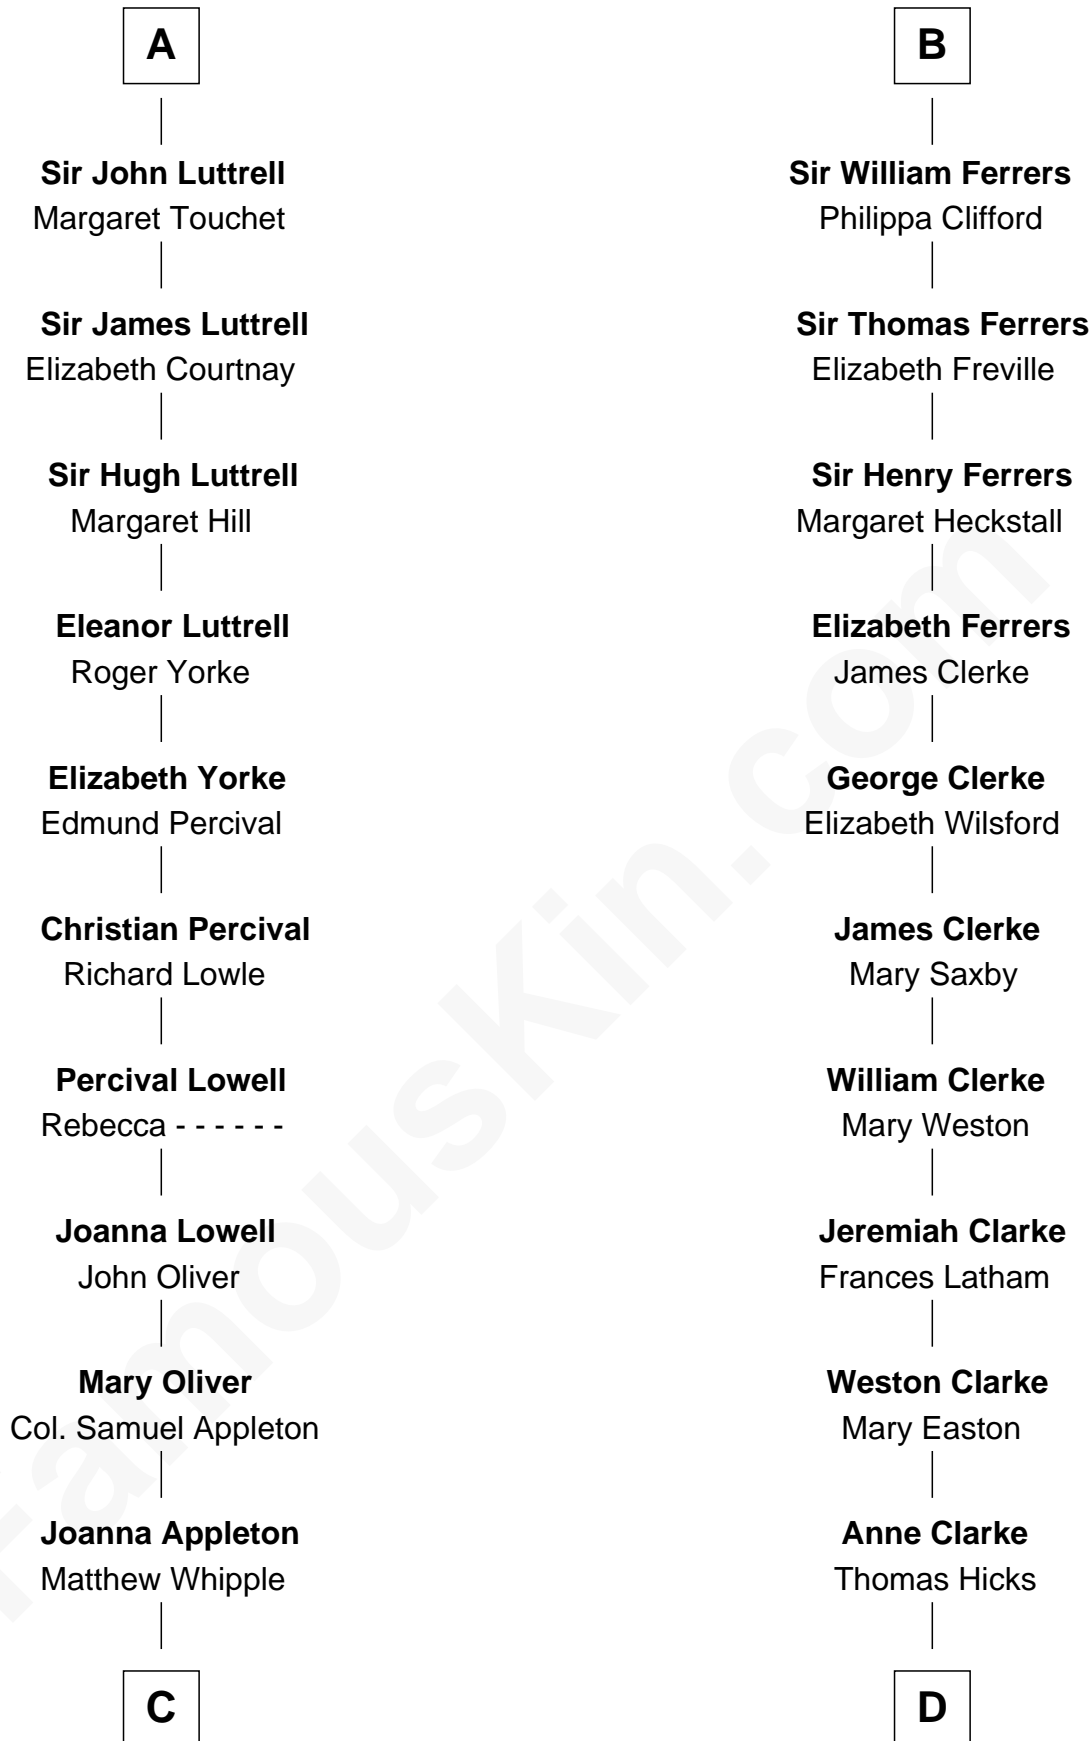 A
Sir John Luttrell
Margaret Touchet
Sir James Luttrell
Elizabeth Courtnay
Sir Hugh Luttrell
Margaret Hill
Eleanor Luttrell
Roger Yorke
Elizabeth Yorke
Edmund Percival
Christian Percival
Richard Lowle
Percival Lowell
Rebecca - - - - - -
Joanna Lowell
John Oliver
Mary Oliver
Col. Samuel Appleton
Joanna Appleton
Matthew Whipple
C
B
Sir William Ferrers
Philippa Clifford
Sir Thomas Ferrers
Elizabeth Freville
Sir Henry Ferrers
Margaret Heckstall
Elizabeth Ferrers
James Clerke
George Clerke
Elizabeth Wilsford
James Clerke
Mary Saxby
William Clerke
Mary Weston
Jeremiah Clarke
Frances Latham
Weston Clarke
Mary Easton
Anne Clarke
Thomas Hicks
D
FamousKin.com